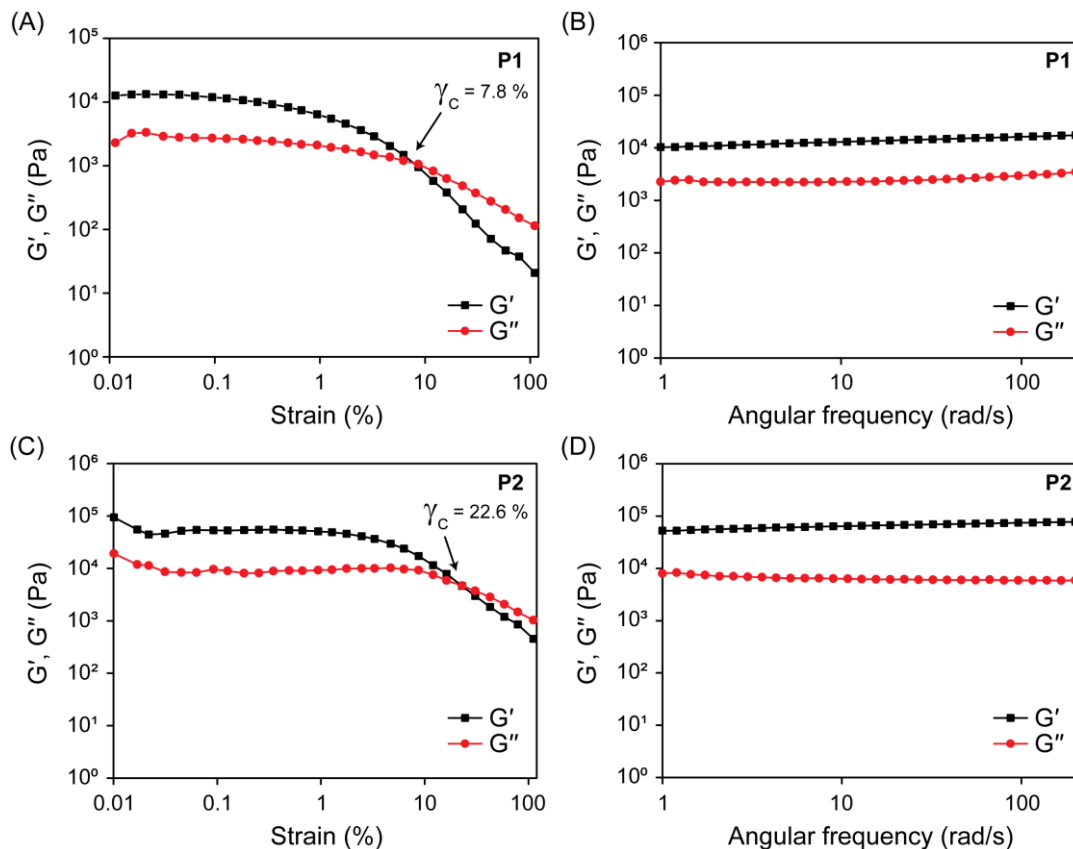 (A)
P1
γC = 7.8 %
G′, G″ (Pa)
10⁵
10⁴
10³
10²
10¹
10⁰
0.01
0.1
1
10
100
Strain (%)
G′
G″
(B)
P1
G′, G″ (Pa)
10⁶
10⁵
10⁴
10³
10²
10¹
10⁰
1
10
100
Angular frequency (rad/s)
G′
G″
(C)
P2
γC = 22.6 %
G′, G″ (Pa)
10⁶
10⁵
10⁴
10³
10²
10¹
10⁰
0.01
0.1
1
10
100
Strain (%)
G′
G″
(D)
P2
G′, G″ (Pa)
10⁶
10⁵
10⁴
10³
10²
10¹
10⁰
1
10
100
Angular frequency (rad/s)
G′
G″